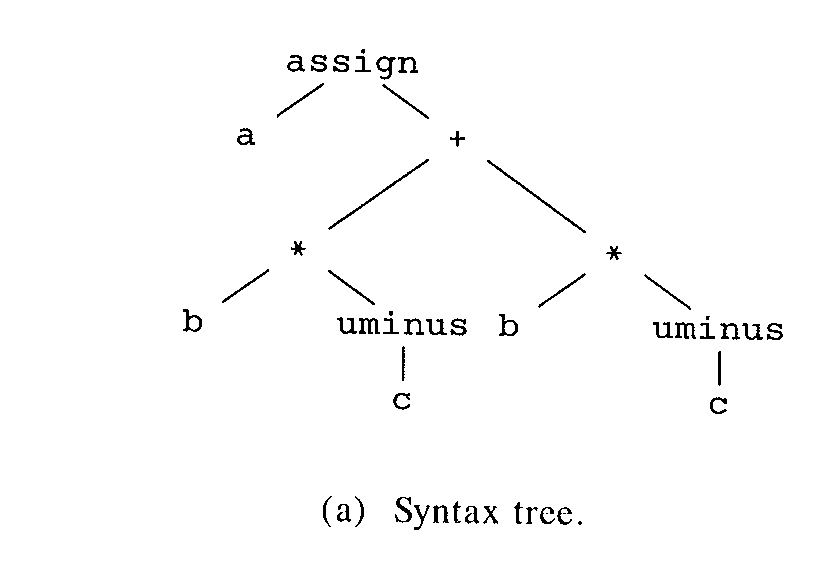 assign
a +
* *
b uminus b uminus
c c
(a) Syntax tree.